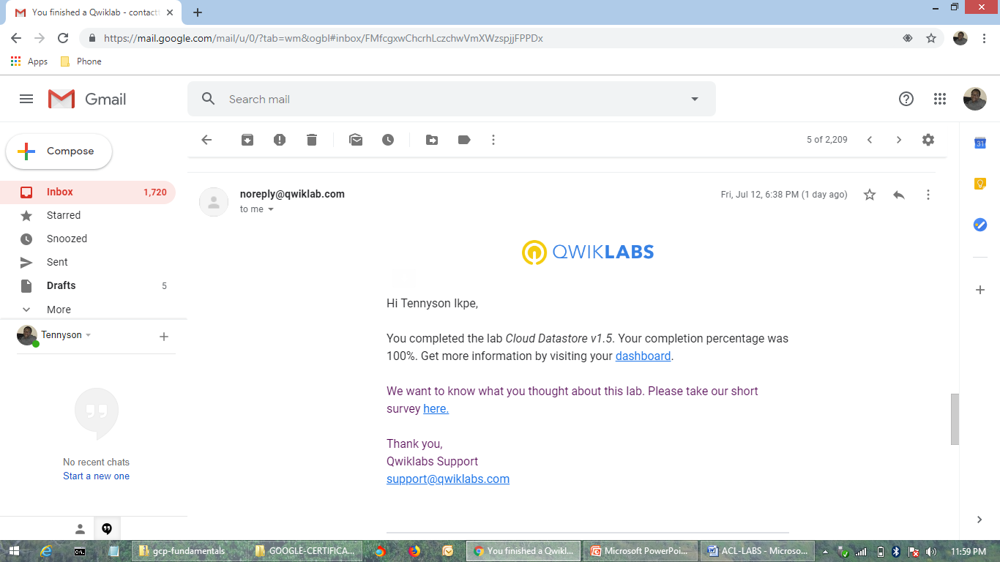 You finished a Qwiklab - contact
https://mail.google.com/mail/u/0/?tab=wm&ogbl#inbox/FMfcgxwChcrhLczchwVmXWzspjjFPPDx
Apps
Phone
Gmail
Search mail
Compose
5 of 2,209
31
Inbox 1,720
Starred
Snoozed
Sent
Drafts 5
More
Tennyson
No recent chats
Start a new one
noreply@qwiklab.com
Fri, Jul 12, 6:38 PM (1 day ago)
to me
QWIKLABS
Hi Tennyson Ikpe,
You completed the lab Cloud Datastore v1.5. Your completion percentage was
100%. Get more information by visiting your dashboard.
We want to know what you thought about this lab. Please take our short
survey here.
Thank you,
Qwiklabs Support
support@qwiklabs.com
gcp-fundamentals
GOOGLE-CERTIFICA...
You finished a Qwikl...
Microsoft PowerPoi...
ACL-LABS - Microso...
11:59 PM